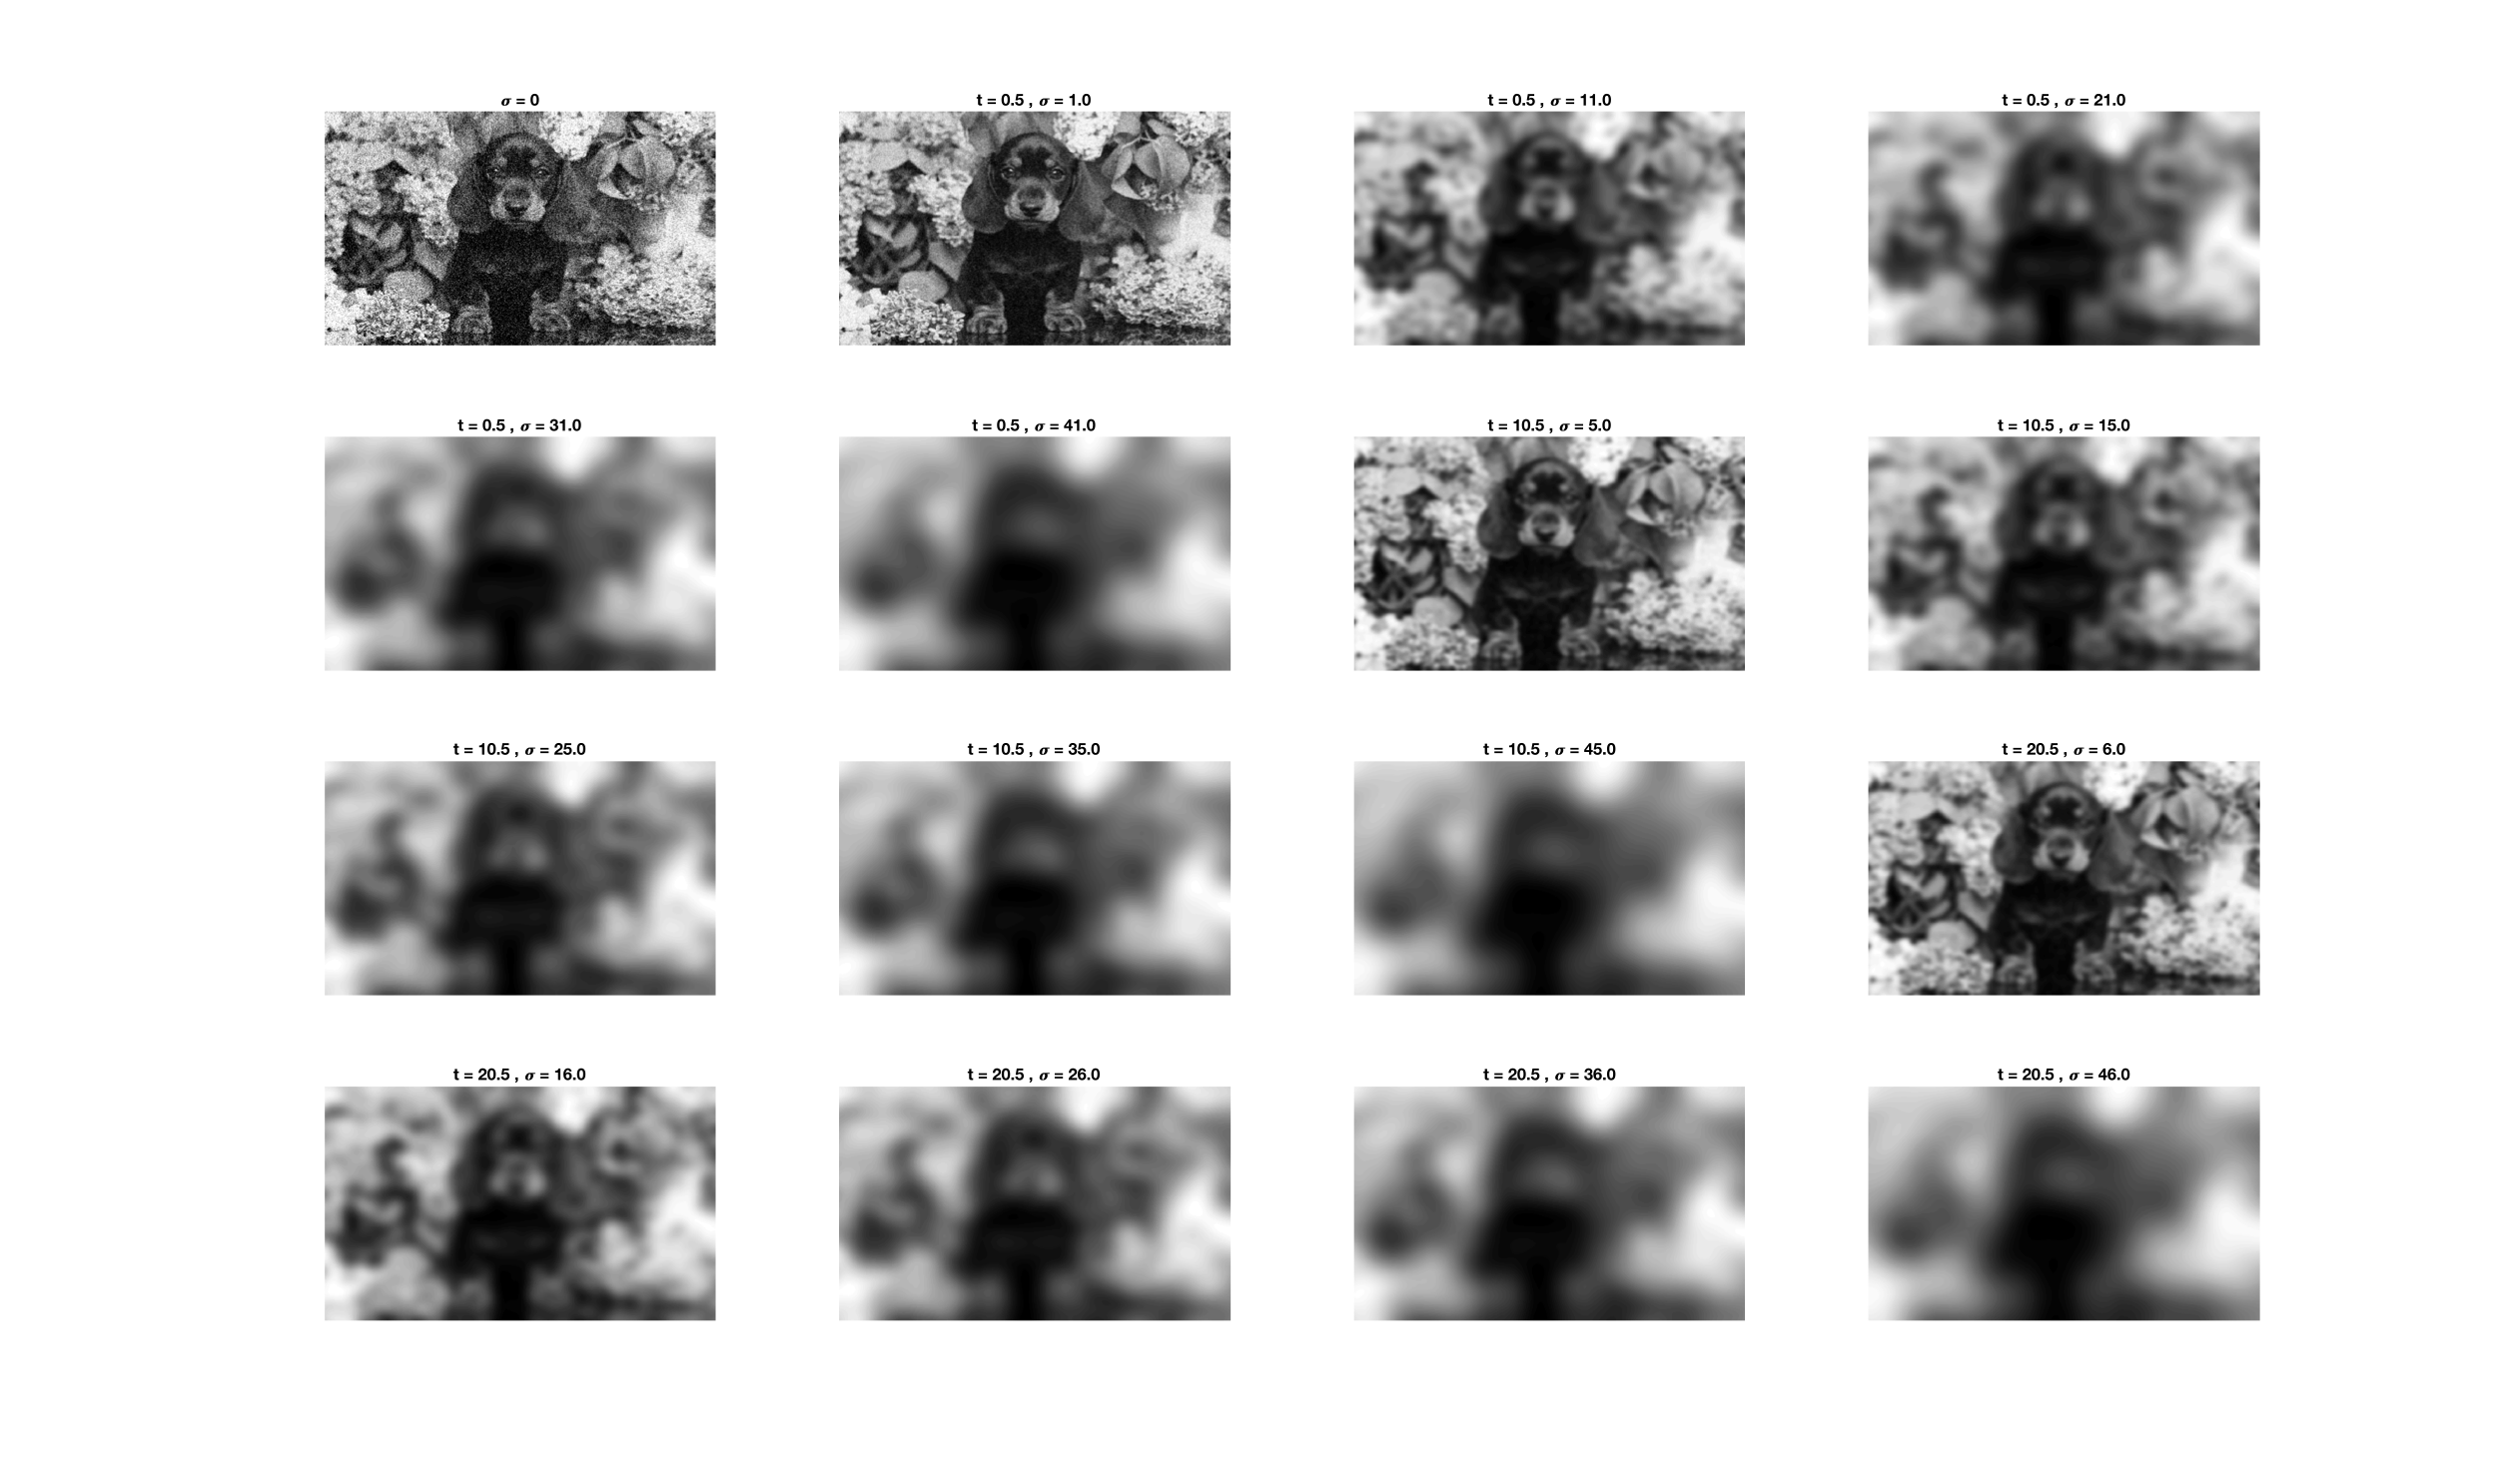 σ = 0
t = 0.5 , σ = 1.0
t = 0.5 , σ = 11.0
t = 0.5 , σ = 21.0
t = 0.5 , σ = 31.0
t = 0.5 , σ = 41.0
t = 10.5 , σ = 5.0
t = 10.5 , σ = 15.0
t = 10.5 , σ = 25.0
t = 10.5 , σ = 35.0
t = 10.5 , σ = 45.0
t = 20.5 , σ = 6.0
t = 20.5 , σ = 16.0
t = 20.5 , σ = 26.0
t = 20.5 , σ = 36.0
t = 20.5 , σ = 46.0